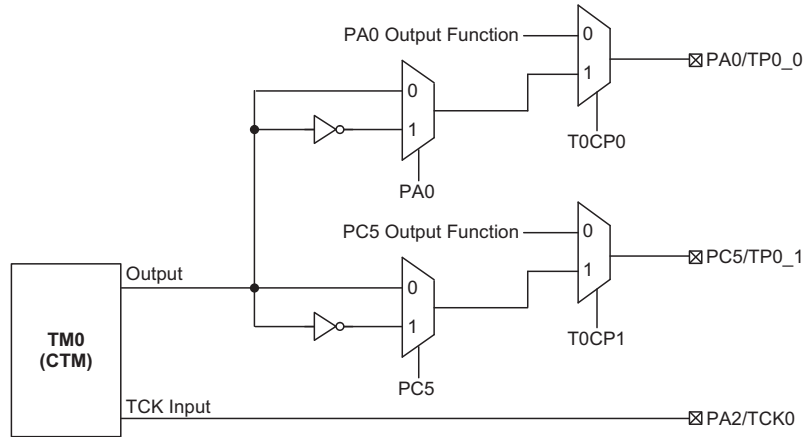 PA0 Output Function
0
1
PA0/TP0_0
0
1
T0CP0
PA0
PC5 Output Function
0
1
PC5/TP0_1
Output
0
1
T0CP1
TM0
(CTM)
PC5
TCK Input
PA2/TCK0